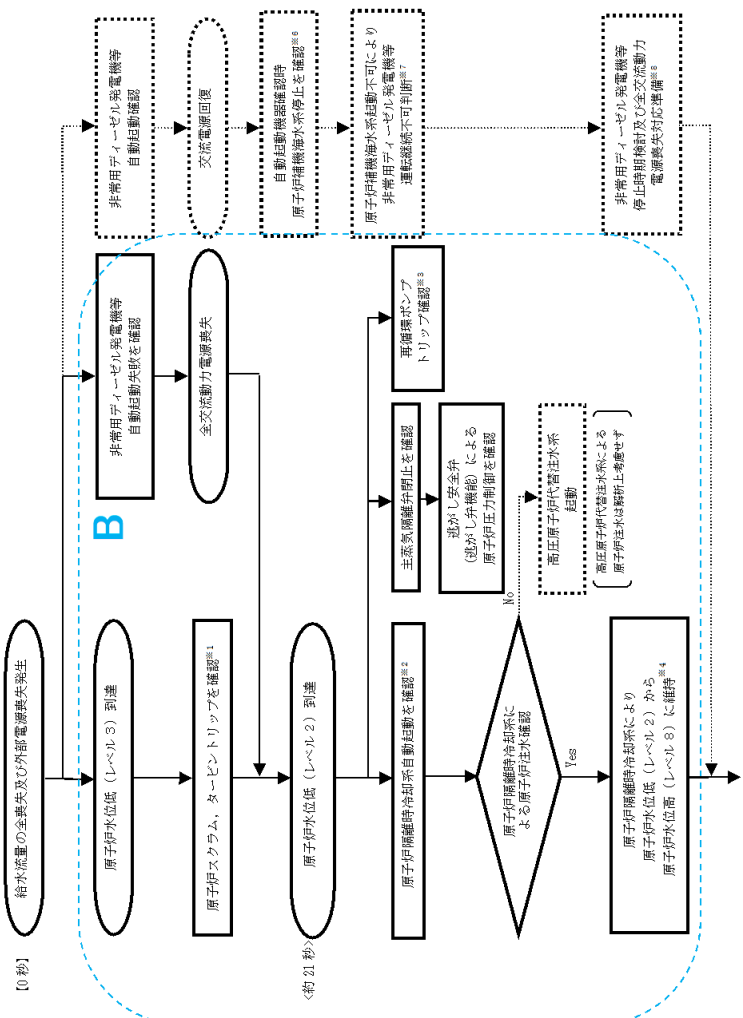 【0 秒】
給水流量の全喪失及び外部電源喪失発生
B
原子炉水位低（レベル 3）到達
原子炉スクラム，タービントリップを確認※1
非常用ディーゼル発電機等
自動起動失敗を確認
全交流動力電源喪失
非常用ディーゼル発電機等
自動起動確認
交流電源回復
自動起動機器確認時
原子炉補機海水系停止を確認※6
原子炉補機海水系起動不可により
非常用ディーゼル発電機等
運転継続不可判断※7
非常用ディーゼル発電機等
停止時期検討及び全交流動力
電源喪失対応準備※8
<約 21 秒>
原子炉水位低（レベル 2）到達
原子炉隔離時冷却系自動起動を確認※2
主蒸気隔離弁閉止を確認
逃がし安全弁
（逃がし弁機能）による
原子炉圧力制御を確認
再循環ポンプ
トリップ確認※3
原子炉隔離時冷却系に
よる原子炉注水確認
No
高圧原子炉代替注水系
起動
高圧原子炉代替注水系による
原子炉注水は解析上考慮せず
Yes
原子炉隔離時冷却系により
原子炉水位低（レベル 2）から
原子炉水位高（レベル 8）に維持※4